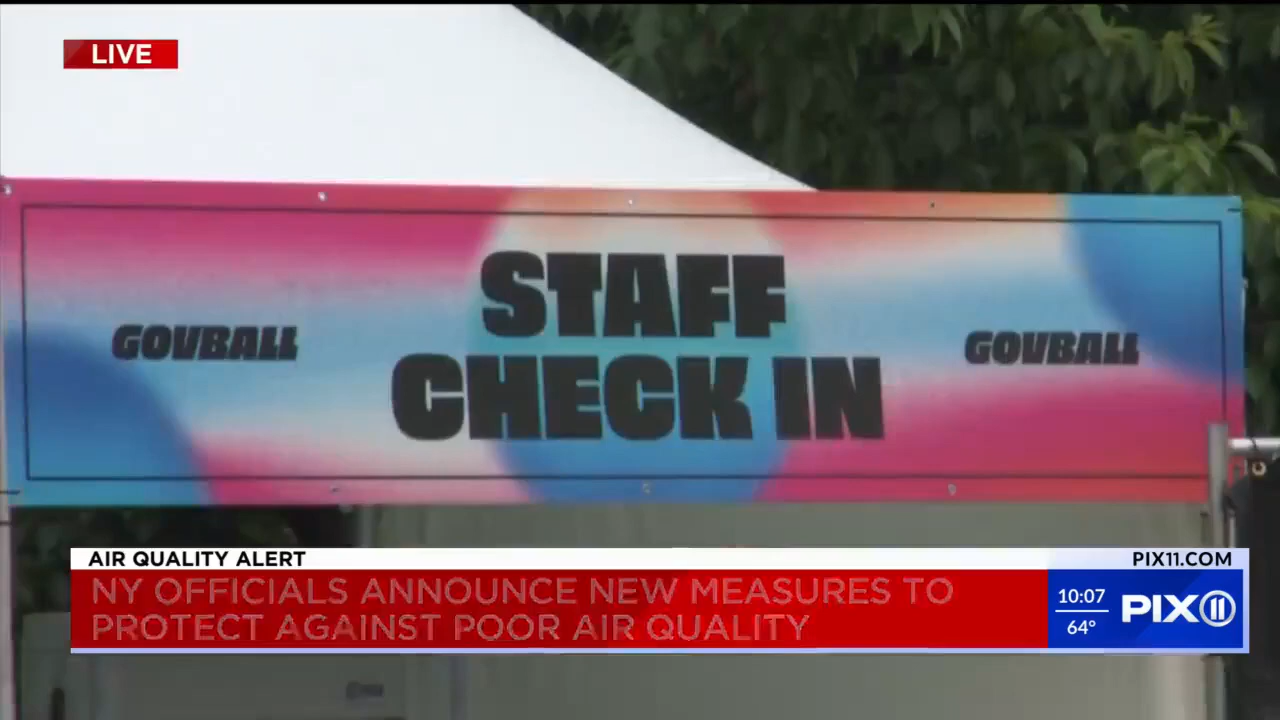 LIVE
STAFF
GOVBALL
GOVBALL
CHECK IN
AIR QUALITY ALERT
PIX11.COM
NY OFFICIALS ANNOUNCE NEW MEASURES TO
PROTECT AGAINST POOR AIR QUALITY
10:07
64°
PIX11